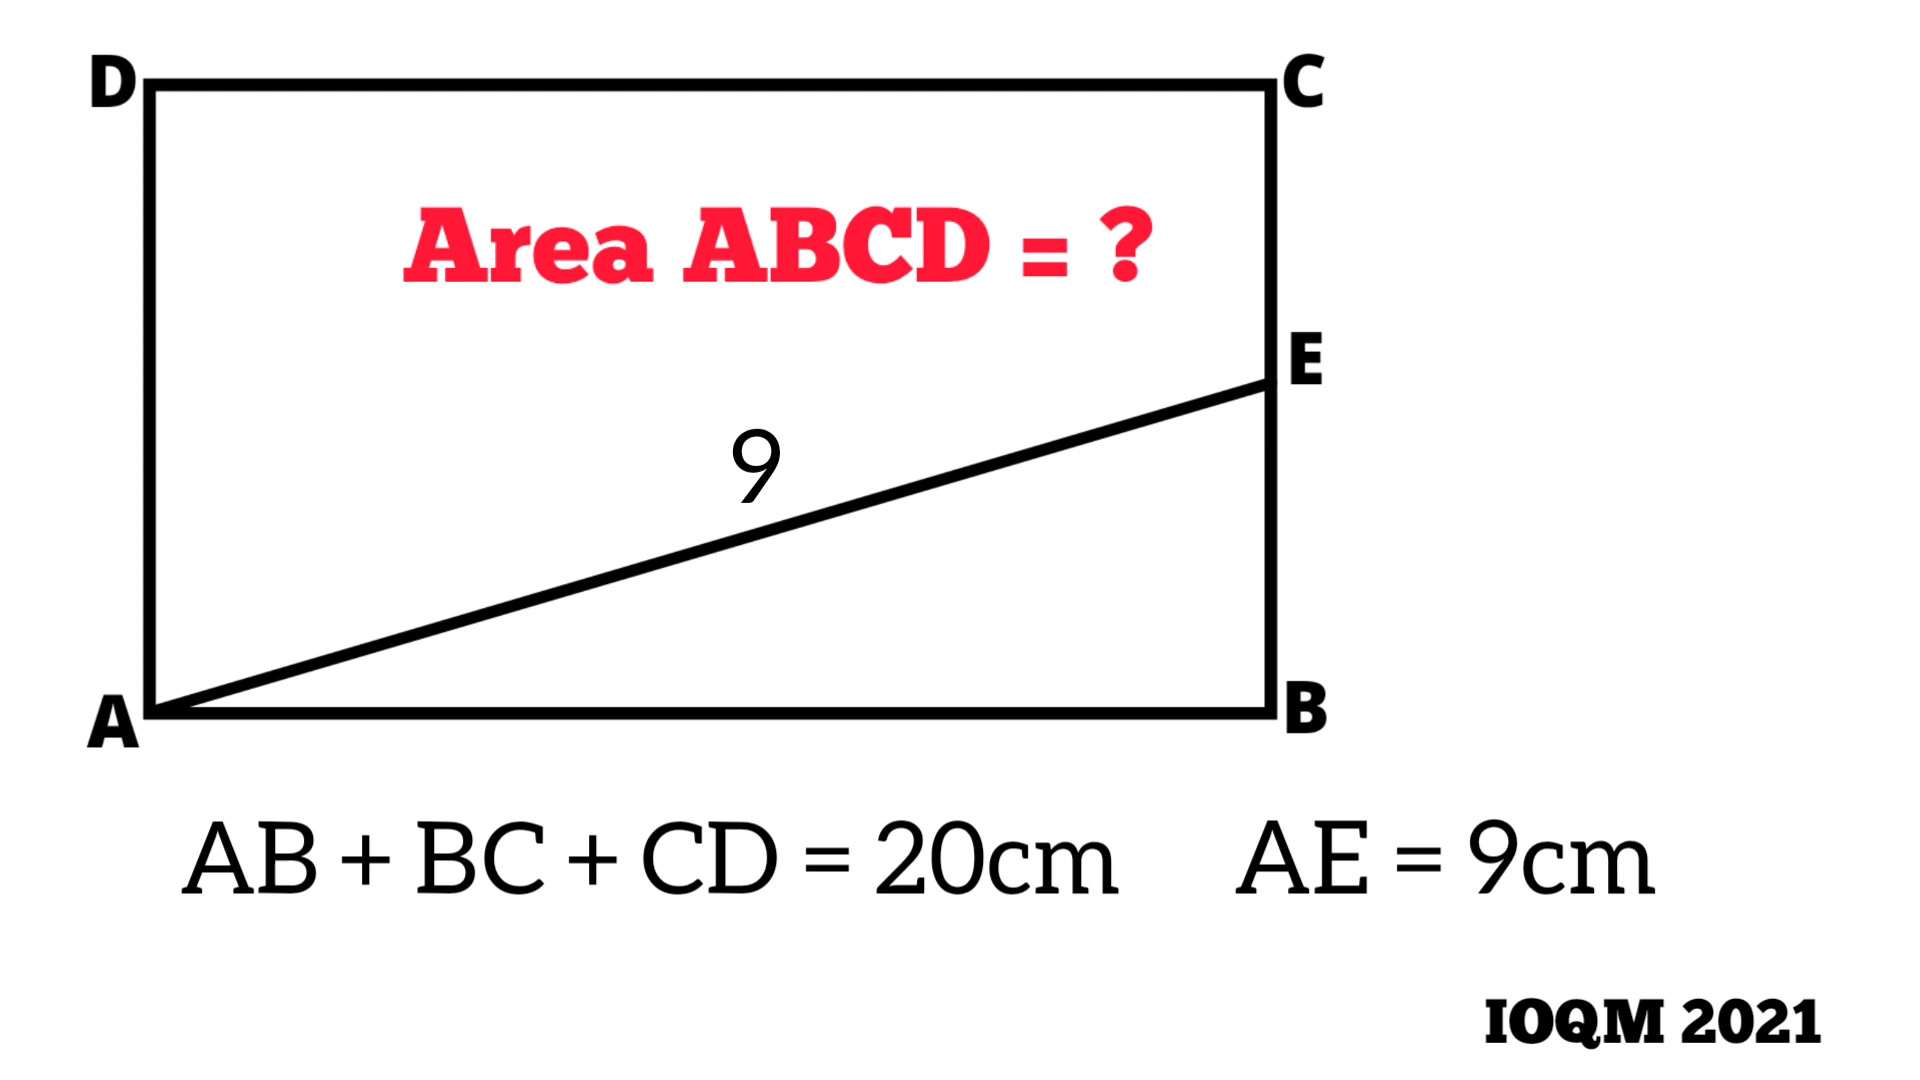 D
C
Area ABCD = ?
E
9
A
B
AB + BC + CD = 20cm AE = 9cm
IOQM 2021